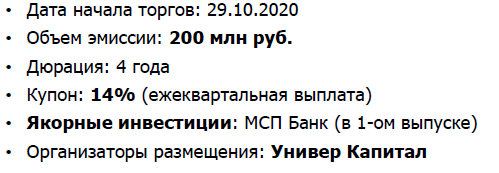 • Дата начала торгов: 29.10.2020
• Объем эмиссии: 200 млн руб.
• Дюрация: 4 года
• Купон: 14% (ежеквартальная выплата)
• Якорные инвестиции: МСП Банк (в 1-ом выпуске)
• Организаторы размещения: Универ Капитал